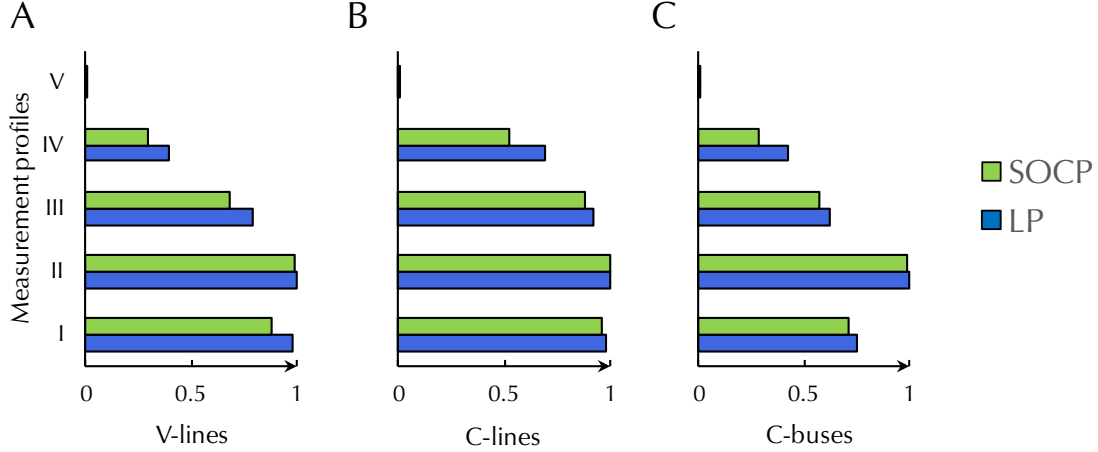 A
B
C
Measurement profiles
V
IV
III
II
I
0 0.5 1
0 0.5 1
0 0.5 1
V-lines
C-lines
C-buses
SOCP
LP